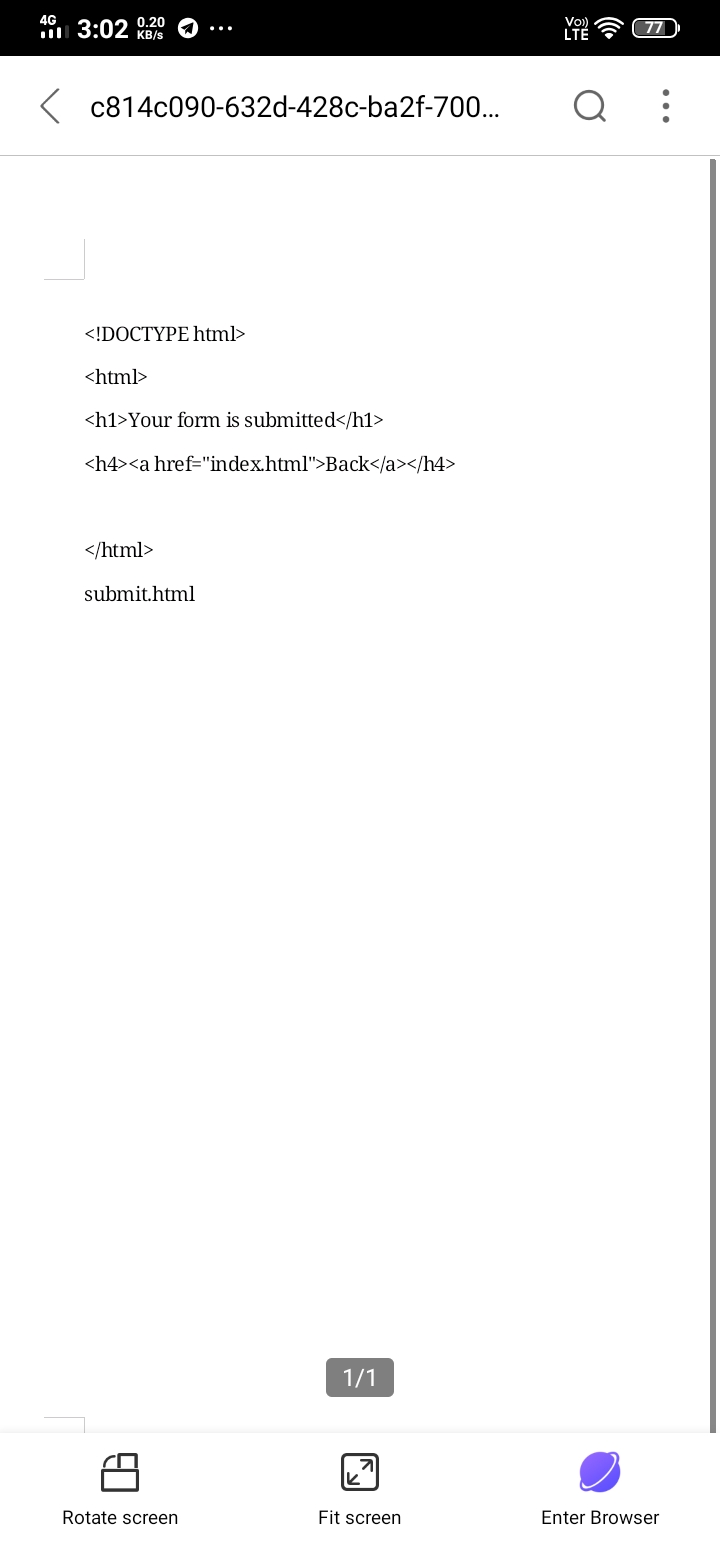 4G 3:02 0.20 KB/s ··· Vo)) LTE 77
c814c090-632d-428c-ba2f-700...
<!DOCTYPE html>
<html>
<h1>Your form is submitted</h1>
<h4><a href="index.html">Back</a></h4>
</html>
submit.html
1/1
Rotate screen Fit screen Enter Browser